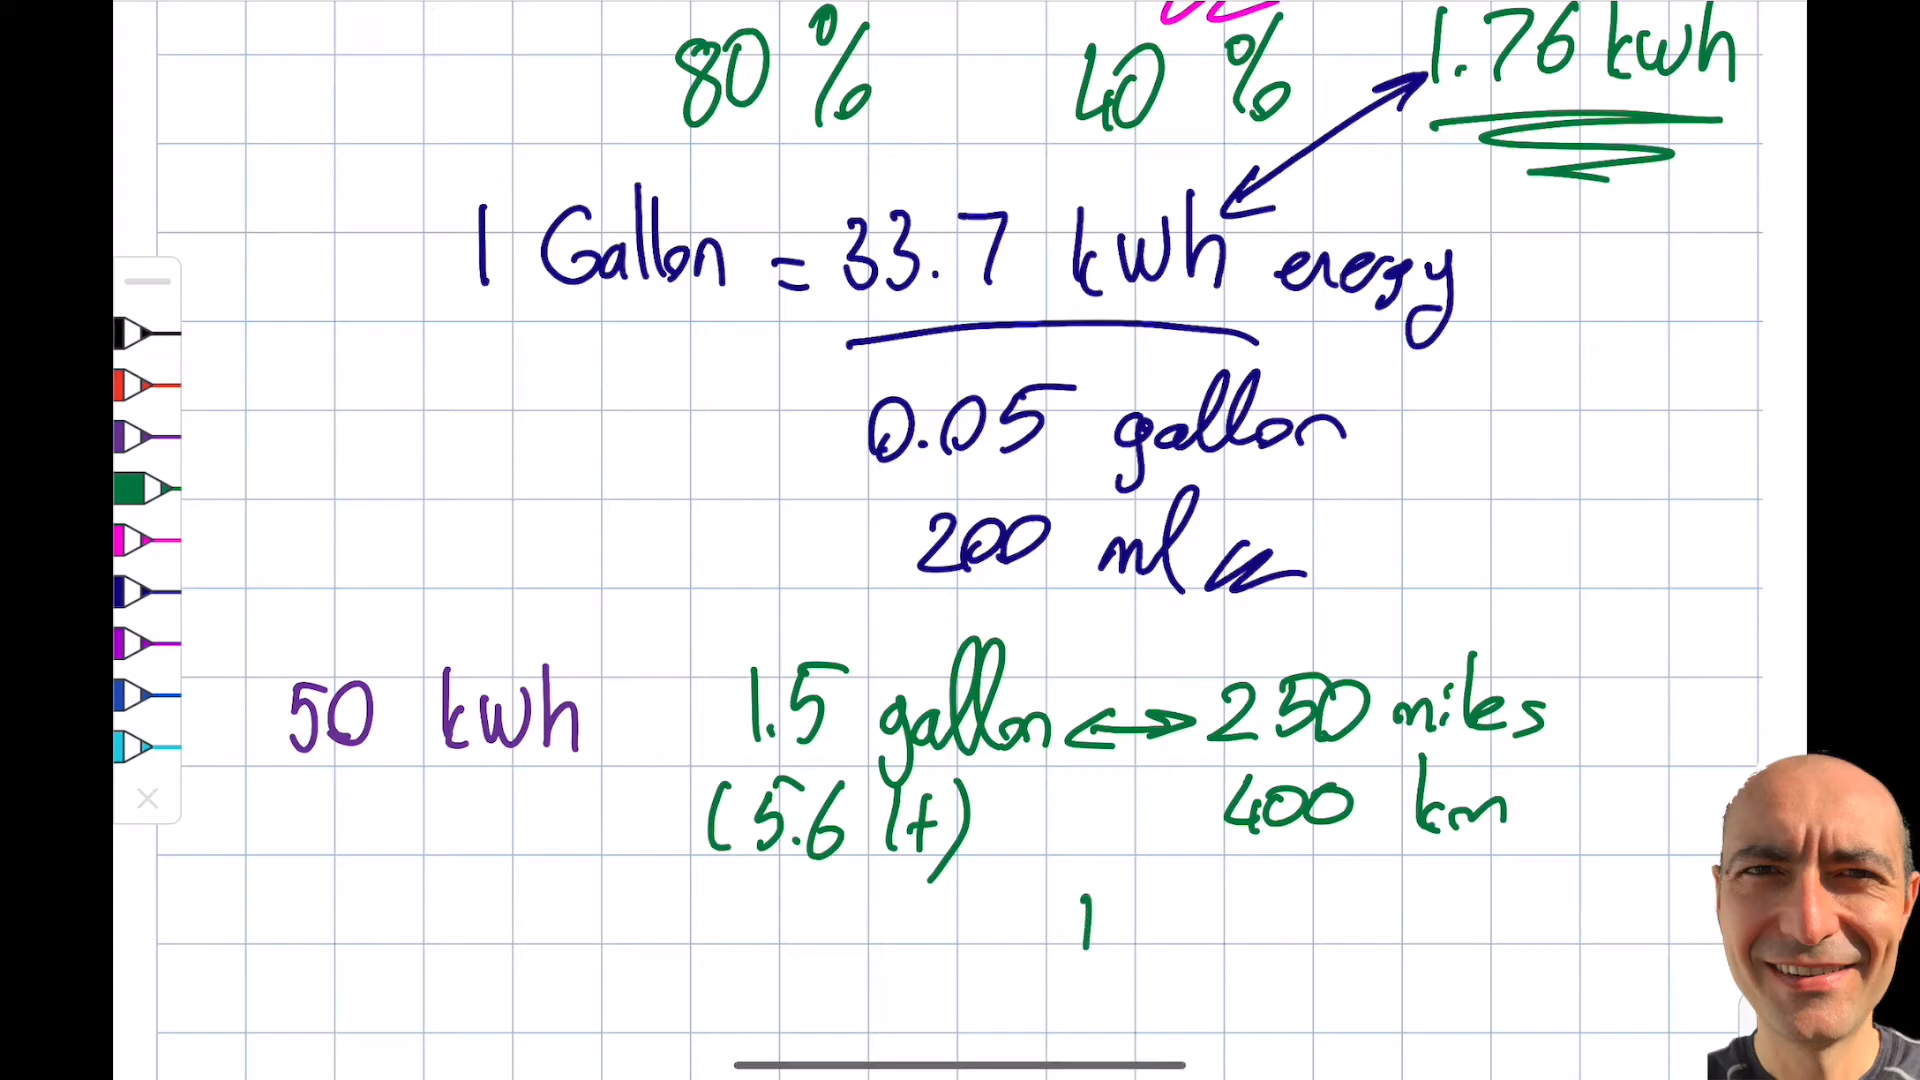 80 % 40 % 1.76 kwh
1 Gallon = 33.7 kwh energy
0.05 gallon
200 ml
50 kwh 1.5 gallon ↔ 250 miles
(5.6 lt) 400 km
1